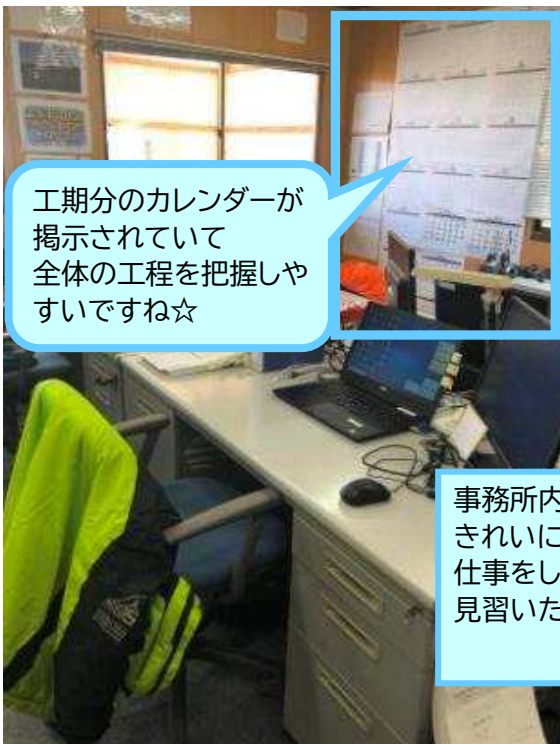 工期分のカレンダーが
掲示されていて
全体の工程を把握しや
すいですね☆
事務所内
きれいに
仕事をし
見習いた